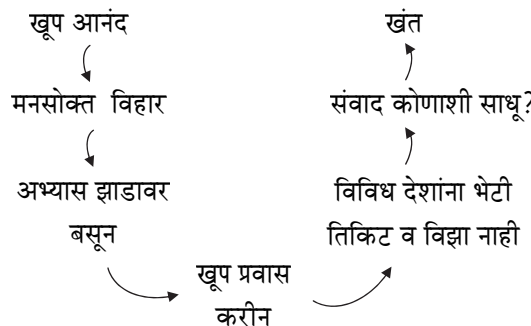 खूप आनंद
मनसोक्त विहार
अभ्यास झाडावर
बसून
खूप प्रवास
करीन
विविध देशांना भेटी
तिकिट व विझा नाही
संवाद कोणाशी साधू?
खंत